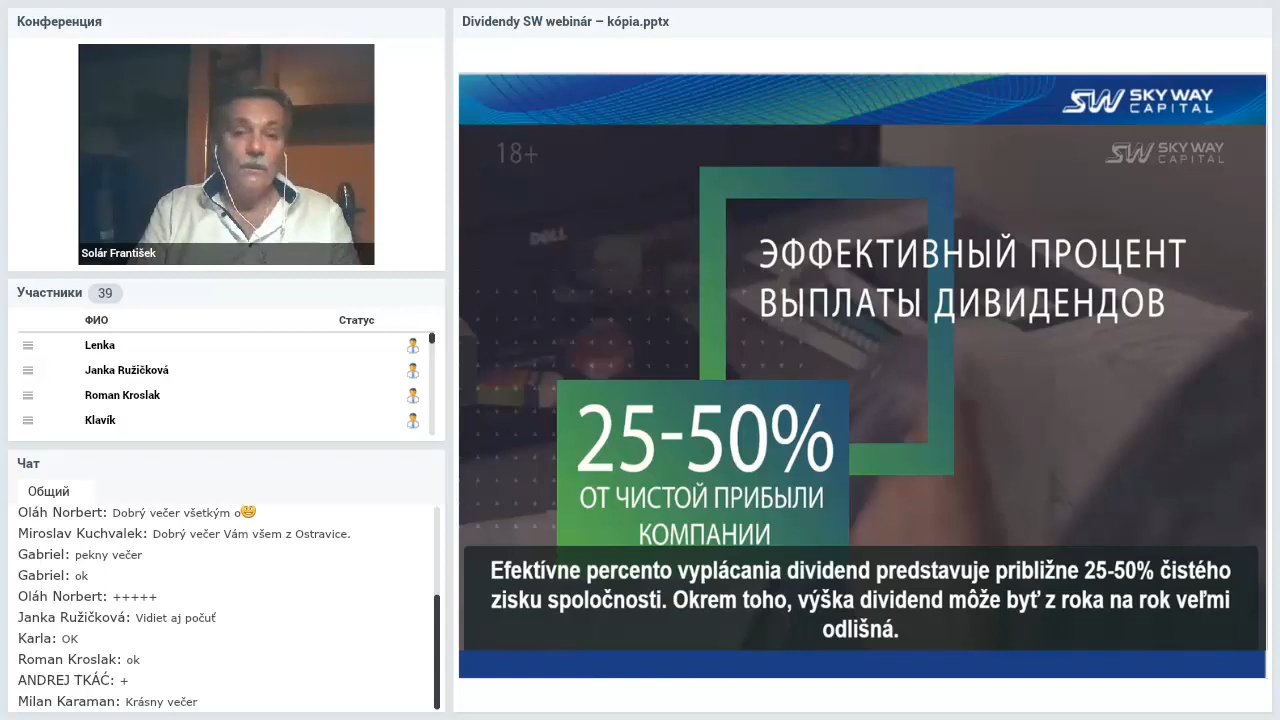 Конференция
Solár František
Участники 39
ФИО Статус
Lenka
Janka Ružičková
Roman Kroslak
Klavík
Чат
Общий
Oláh Norbert: Dobrý večer všetkým o
Miroslav Kuchvalek: Dobrý večer Vám všem z Ostravice.
Gabriel: pekny večer
Gabriel: ok
Oláh Norbert: +++++
Janka Ružičková: Vidiet aj počuť
Karla: OK
Roman Kroslak: ok
ANDREJ TKÁČ: +
Milan Karaman: Krásny večer
Dividendy SW webinár – kópia.pptx
SW SKY WAY
CAPITAL
18+
SW SKY WAY
CAPITAL
DELL
ЭФФЕКТИВНЫЙ ПРОЦЕНТ
ВЫПЛАТЫ ДИВИДЕНДОВ
25-50%
ОТ ЧИСТОЙ ПРИБЫЛИ
КОМПАНИИ
Efektívne percento vyplácania dividend predstavuje približne 25-50% čistého
zisku spoločnosti. Okrem toho, výška dividend môže byť z roka na rok veľmi
odlišná.